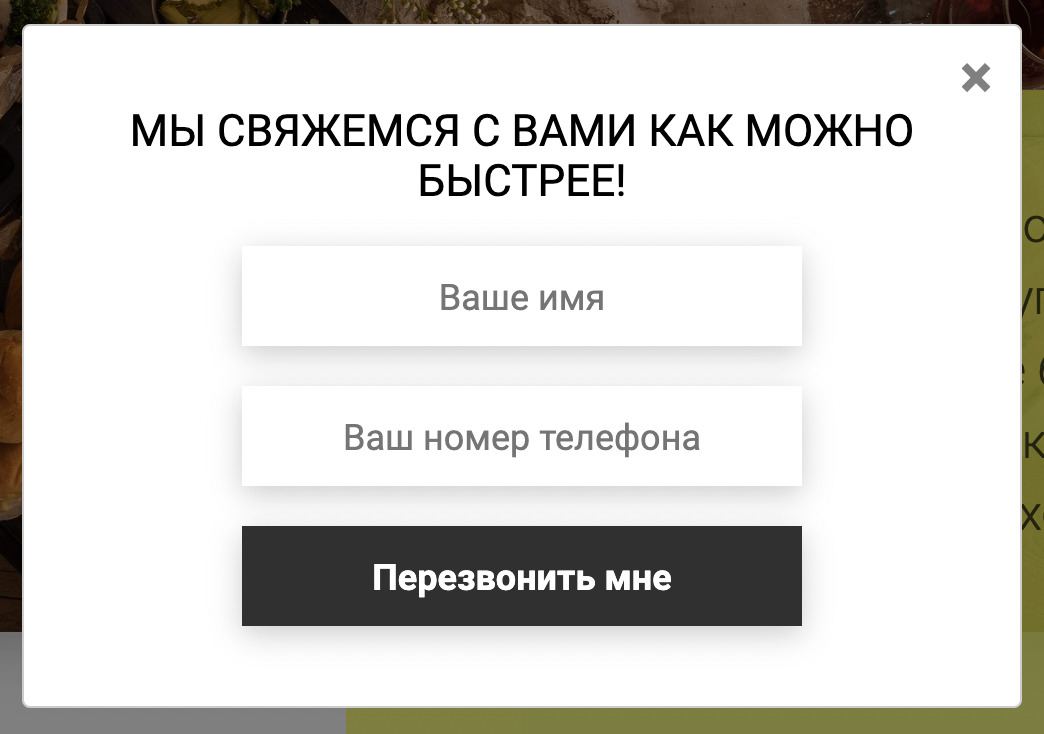 МЫ СВЯЖЕМСЯ С ВАМИ КАК МОЖНО
БЫСТРЕЕ!
Ваше имя
Ваш номер телефона
Перезвонить мне